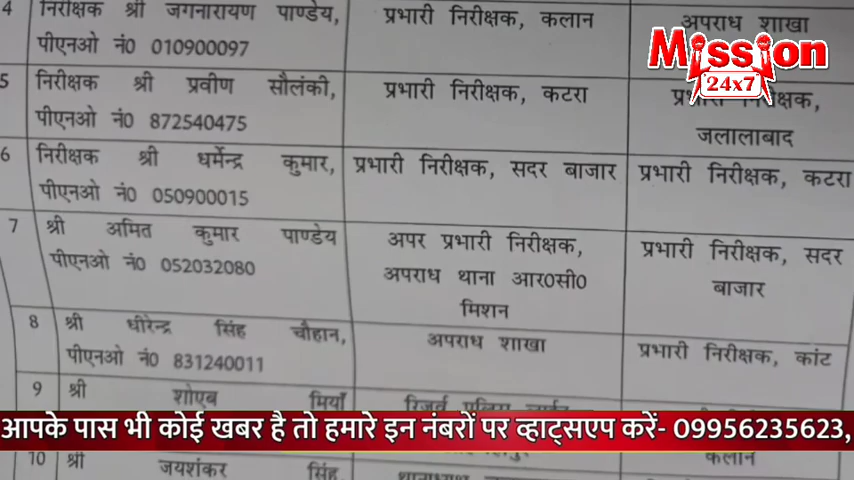 4 निरीक्षक श्री जगनारायण पाण्डेय, प्रभारी निरीक्षक, कलान अपराध शाखा
पीएनओ नं0 010900097
Mission
24x7
5 निरीक्षक श्री प्रवीण सौलंकी, प्रभारी निरीक्षक, कटरा प्रभारी निरीक्षक,
पीएनओ नं0 872540475 जलालाबाद
6 निरीक्षक श्री धर्मेन्द्र कुमार, प्रभारी निरीक्षक, सदर बाजार प्रभारी निरीक्षक, कटरा
पीएनओ नं0 050900015
7 श्री अमित कुमार पाण्डेय अपर प्रभारी निरीक्षक, प्रभारी निरीक्षक, सदर
पीएनओ नं0 052032080 अपराध थाना आर0सी0 बाजार
मिशन
8 श्री धीरेन्द्र सिंह चौहान, अपराध शाखा प्रभारी निरीक्षक, कांट
पीएनओ नं0 831240011
9 श्री शोएब मियाँ
आपके पास भी कोई खबर है तो हमारे इन नंबरों पर व्हाट्सएप करें- 09956235623,
कलान
10 श्री जयशंकर सिंह,